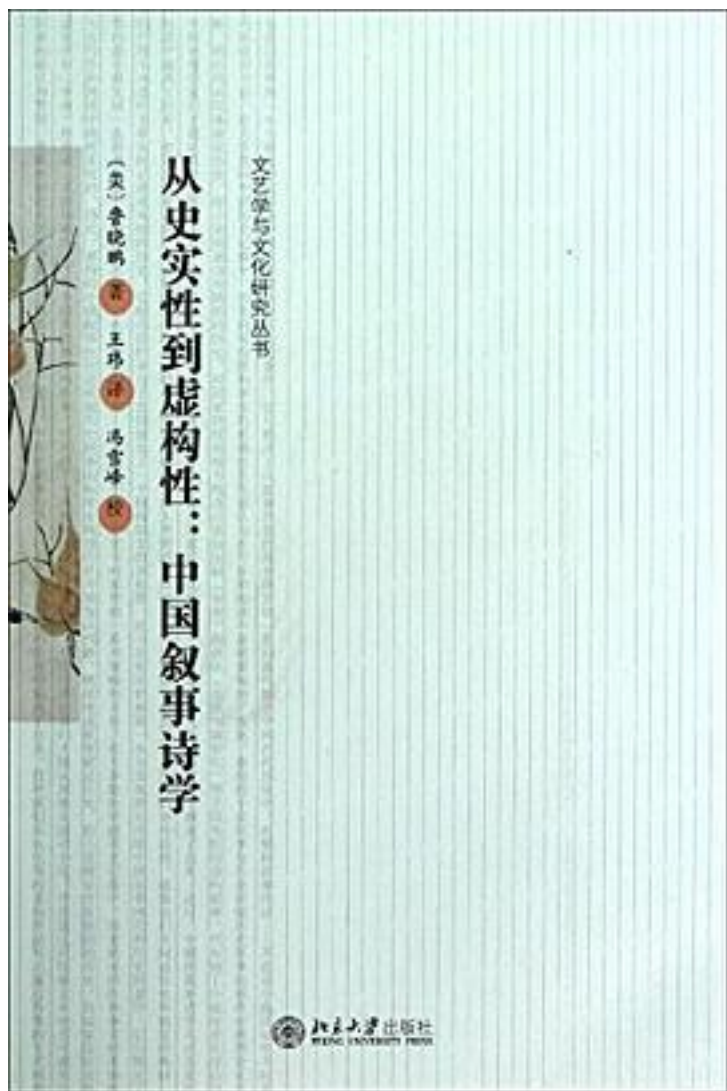 文艺学与文化研究丛书
从史实性到虚构性：中国叙事诗学
〔美〕鲁晓鹏 著 王玮 译 冯雪峰 校
北京大学出版社
PEKING UNIVERSITY PRESS